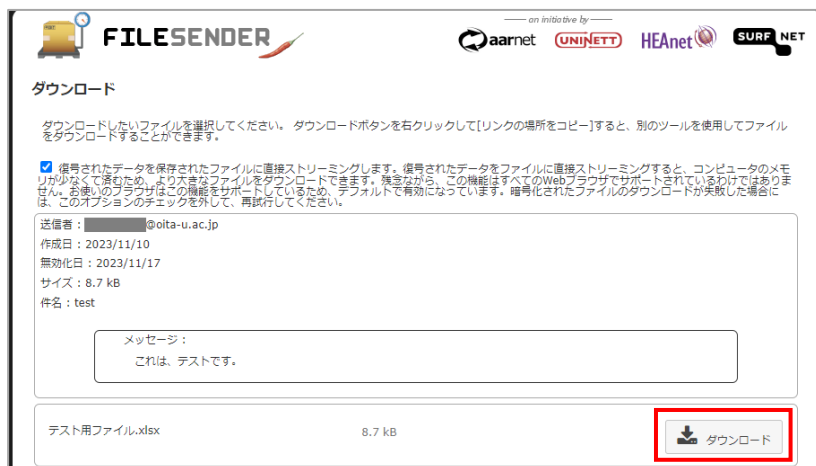 FILESENDER
an initiative by
aarnet UNINETT HEAnet SURF NET
ダウンロード
ダウンロードしたいファイルを選択してください。 ダウンロードボタンを右クリックして[リンクの場所をコピー]すると、別のツールを使用してファイル
をダウンロードすることができます。
復号されたデータを保存されたファイルに直接ストリーミングします。復号されたデータをファイルに直接ストリーミングすると、コンピュータのメモ
リが少なくて済むため、より大きなファイルをダウンロードできます。残念ながら、この機能はすべてのWebブラウザでサポートされているわけではありま
せん。お使いのブラウザはこの機能をサポートしているため、デフォルトで有効になっています。暗号化されたファイルのダウンロードが失敗した場合に
は、このオプションのチェックを外して、再試行してください。
送信者 : @oita-u.ac.jp
作成日 : 2023/11/10
無効化日 : 2023/11/17
サイズ : 8.7 kB
件名 : test
メッセージ :
これは、テストです。
テスト用ファイル.xlsx 8.7 kB ダウンロード